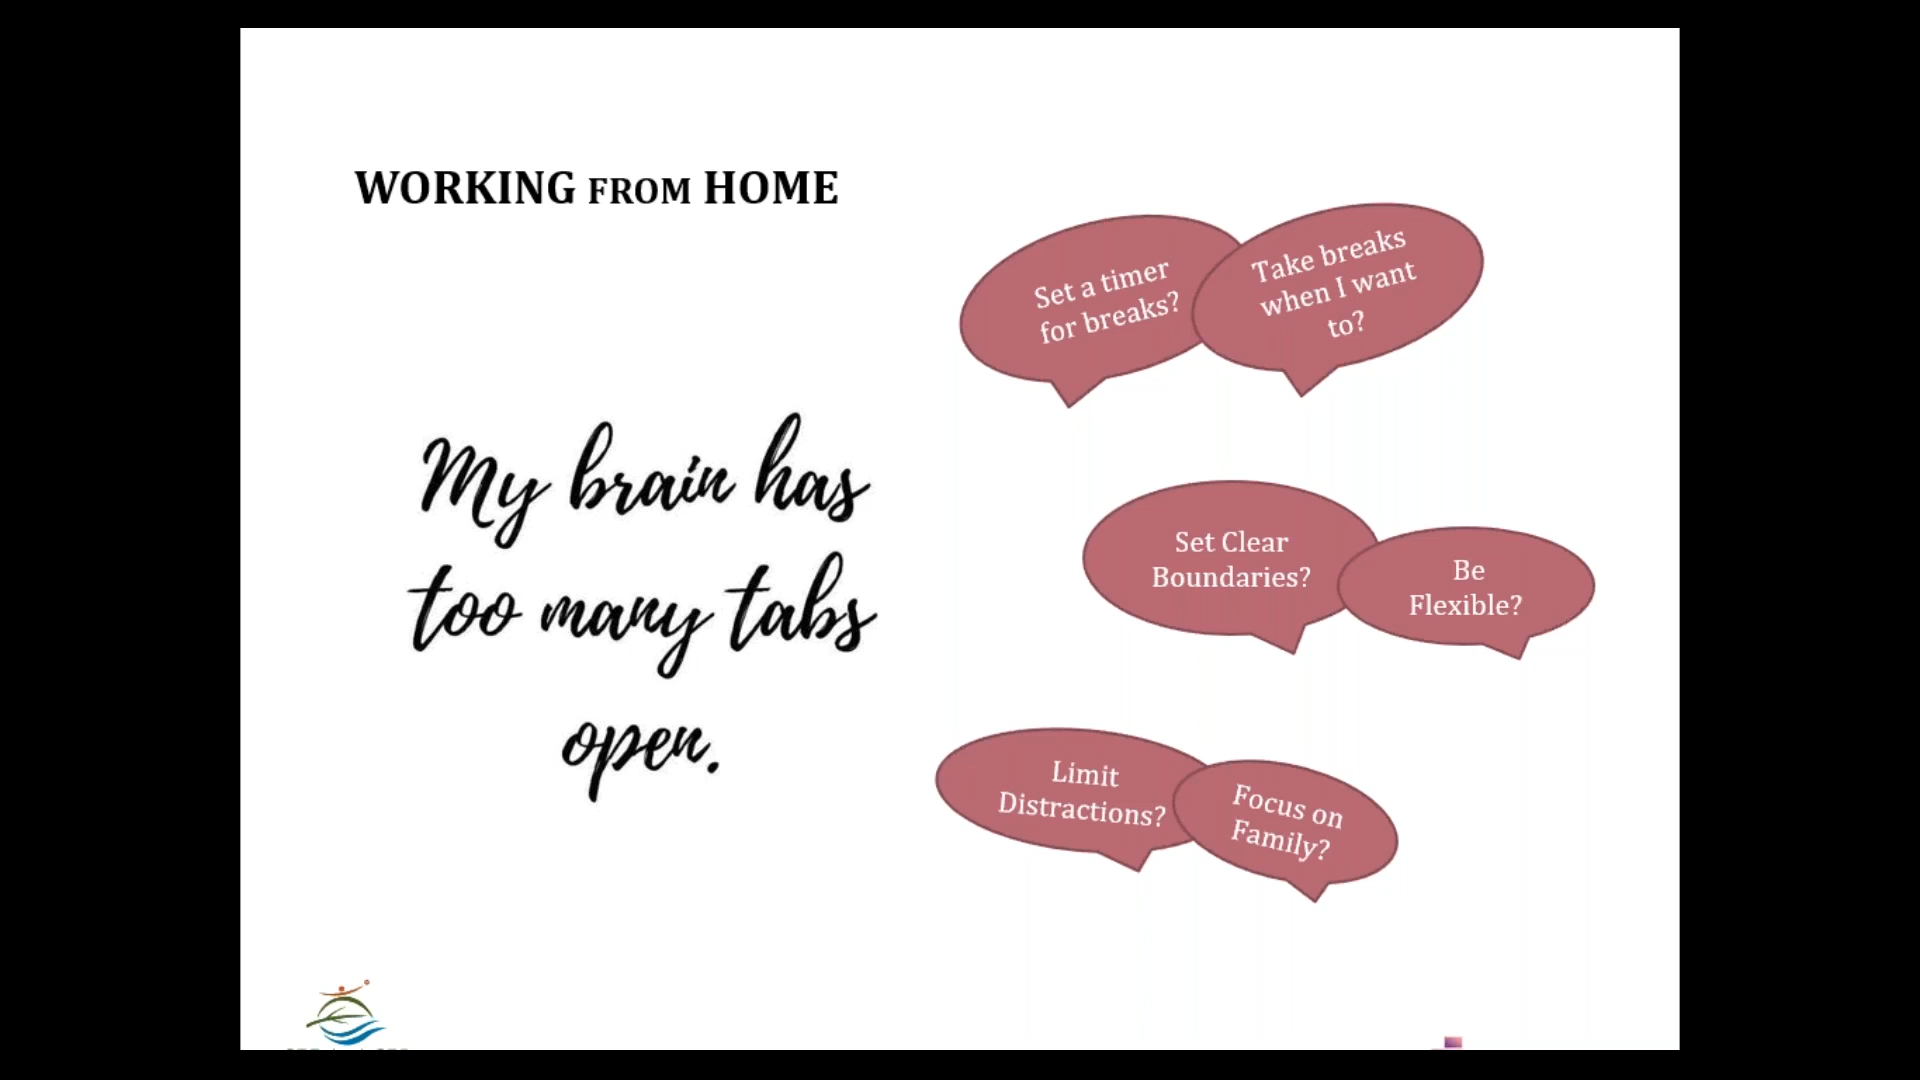 WORKING FROM HOME
Set a timer
for breaks?
Take breaks
when I want
to?
My brain has
too many tabs
open.
Set Clear
Boundaries?
Be
Flexible?
Limit
Distractions?
Focus on
Family?